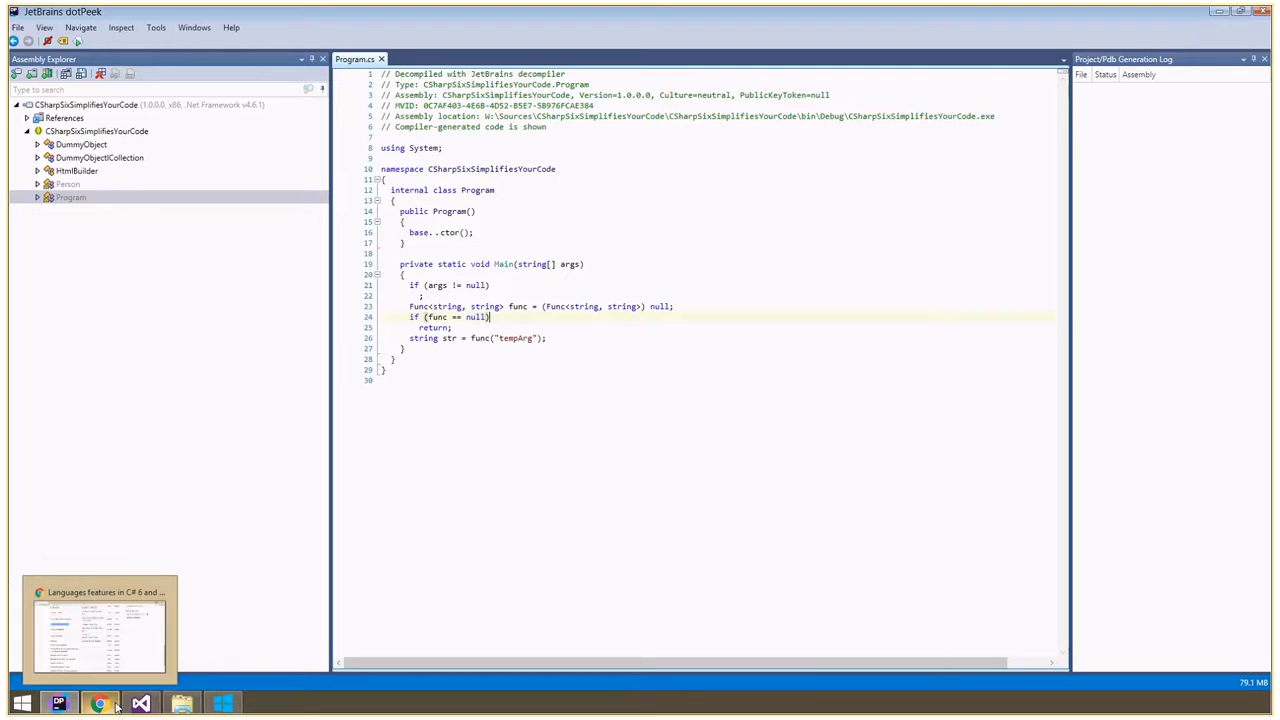 JetBrains dotPeek
File View Navigate Inspect Tools Windows Help
Assembly Explorer
Type to search
CSharpSixSimplifiesYourCode (1.0.0.0, x86, .Net Framework v4.6.1)
References
CSharpSixSimplifiesYourCode
DummyObject
DummyObjectCollection
HtmlBuilder
Person
Program
Program.cs
1 // Decompiled with JetBrains decompiler
2 // Type: CSharpSixSimplifiesYourCode.Program
3 // Assembly: CSharpSixSimplifiesYourCode, Version=1.0.0.0, Culture=neutral, PublicKeyToken=null
4 // MVID: 0C7AF403-4E6B-4D52-B5E7-5B976FCAE384
5 // Assembly location: W:\Sources\CSharpSixSimplifiesYourCode\CSharpSixSimplifiesYourCode\bin\Debug\CSharpSixSimplifiesYourCode.exe
6 // Compiler-generated code is shown
7
8 using System;
9
10 namespace CSharpSixSimplifiesYourCode
11 {
12 internal class Program
13 {
14 public Program()
15 {
16 base..ctor();
17 }
18
19 private static void Main(string[] args)
20 {
21 if (args != null)
22 ;
23 Func<string, string> func = (Func<string, string>) null;
24 if (func == null)
25 return;
26 string str = func("tempArg");
27 }
28 }
29 }
30
Project/Pdb Generation Log
File Status Assembly
Languages features in C# 6 and ...
79.1 MB
DP